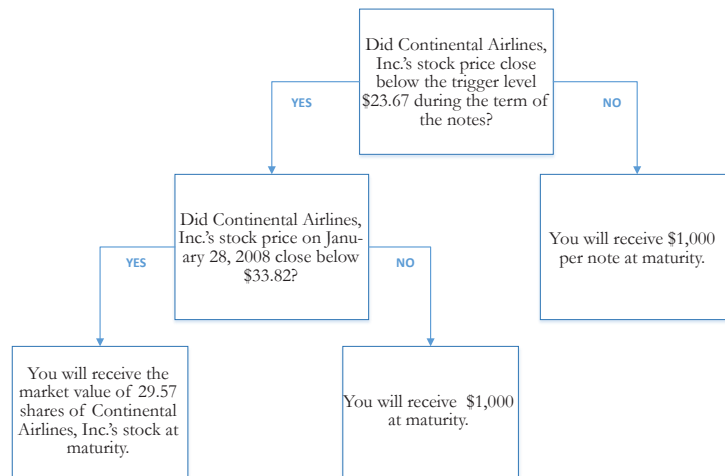 Did Continental Airlines,
Inc.'s stock price close
below the trigger level
$23.67 during the term of
the notes?
YES
NO
Did Continental Airlines,
Inc.'s stock price on Janu-
ary 28, 2008 close below
$33.82?
You will receive $1,000
per note at maturity.
YES
NO
You will receive the
market value of 29.57
shares of Continental
Airlines, Inc.'s stock at
maturity.
You will receive  $1,000
at maturity.